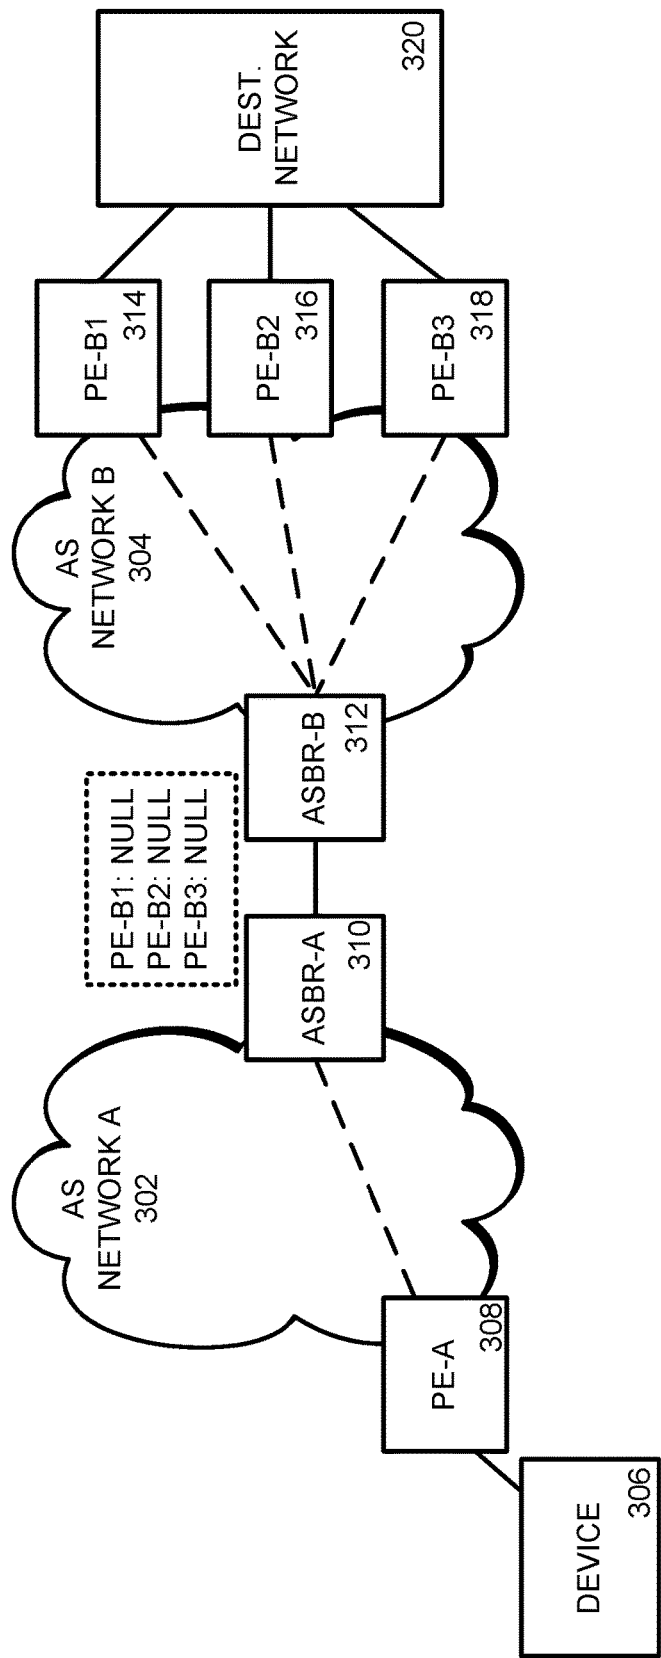 AS
NETWORK A
302
PE-B1: NULL
PE-B2: NULL
PE-B3: NULL
AS
NETWORK B
304
DEVICE
306
PE-A
308
ASBR-A
310
ASBR-B
312
PE-B1
314
PE-B2
316
PE-B3
318
DEST.
NETWORK
320